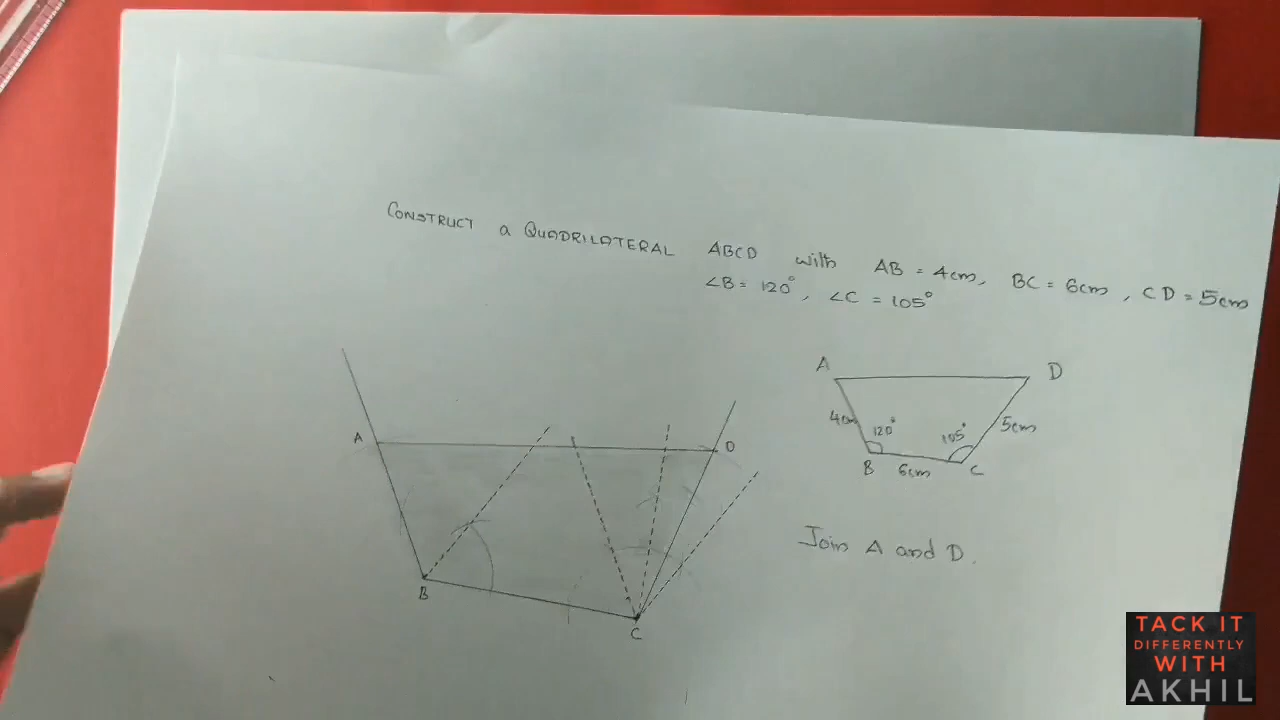 CONSTRUCT a QUADRILATERAL ABCD with AB = 4cm, BC = 6cm, CD = 5cm
∠B = 120°, ∠C = 105°
A D
4cm 120° 105° 5cm
B 6cm C
A D
B
C
Join A and D.
TACK IT
DIFFERENTLY
WITH
AKHIL